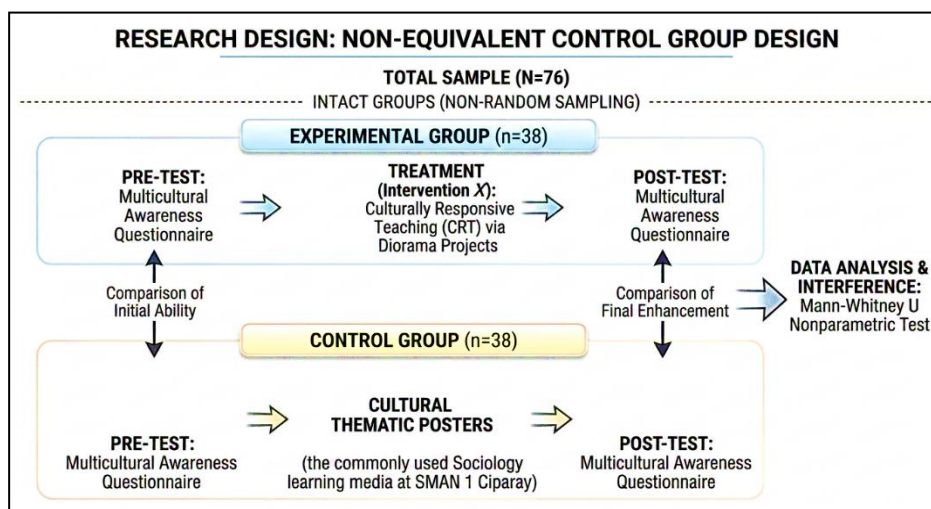 RESEARCH DESIGN: NON-EQUIVALENT CONTROL GROUP DESIGN
TOTAL SAMPLE (N=76)
INTACT GROUPS (NON-RANDOM SAMPLING)
EXPERIMENTAL GROUP (n=38)
PRE-TEST:
Multicultural
Awareness
Questionnaire
TREATMENT
(Intervention X):
Culturally Responsive
Teaching (CRT) via
Diorama Projects
POST-TEST:
Multicultural
Awareness
Questionnaire
Comparison of
Initial Ability
Comparison of
Final Enhancement
DATA ANALYSIS &
INTERFERENCE:
Mann-Whitney U
Nonparametric Test
CONTROL GROUP (n=38)
PRE-TEST:
Multicultural Awareness
Questionnaire
CULTURAL
THEMATIC POSTERS
(the commonly used Sociology
learning media at SMAN 1 Ciparay)
POST-TEST:
Multicultural Awareness
Questionnaire